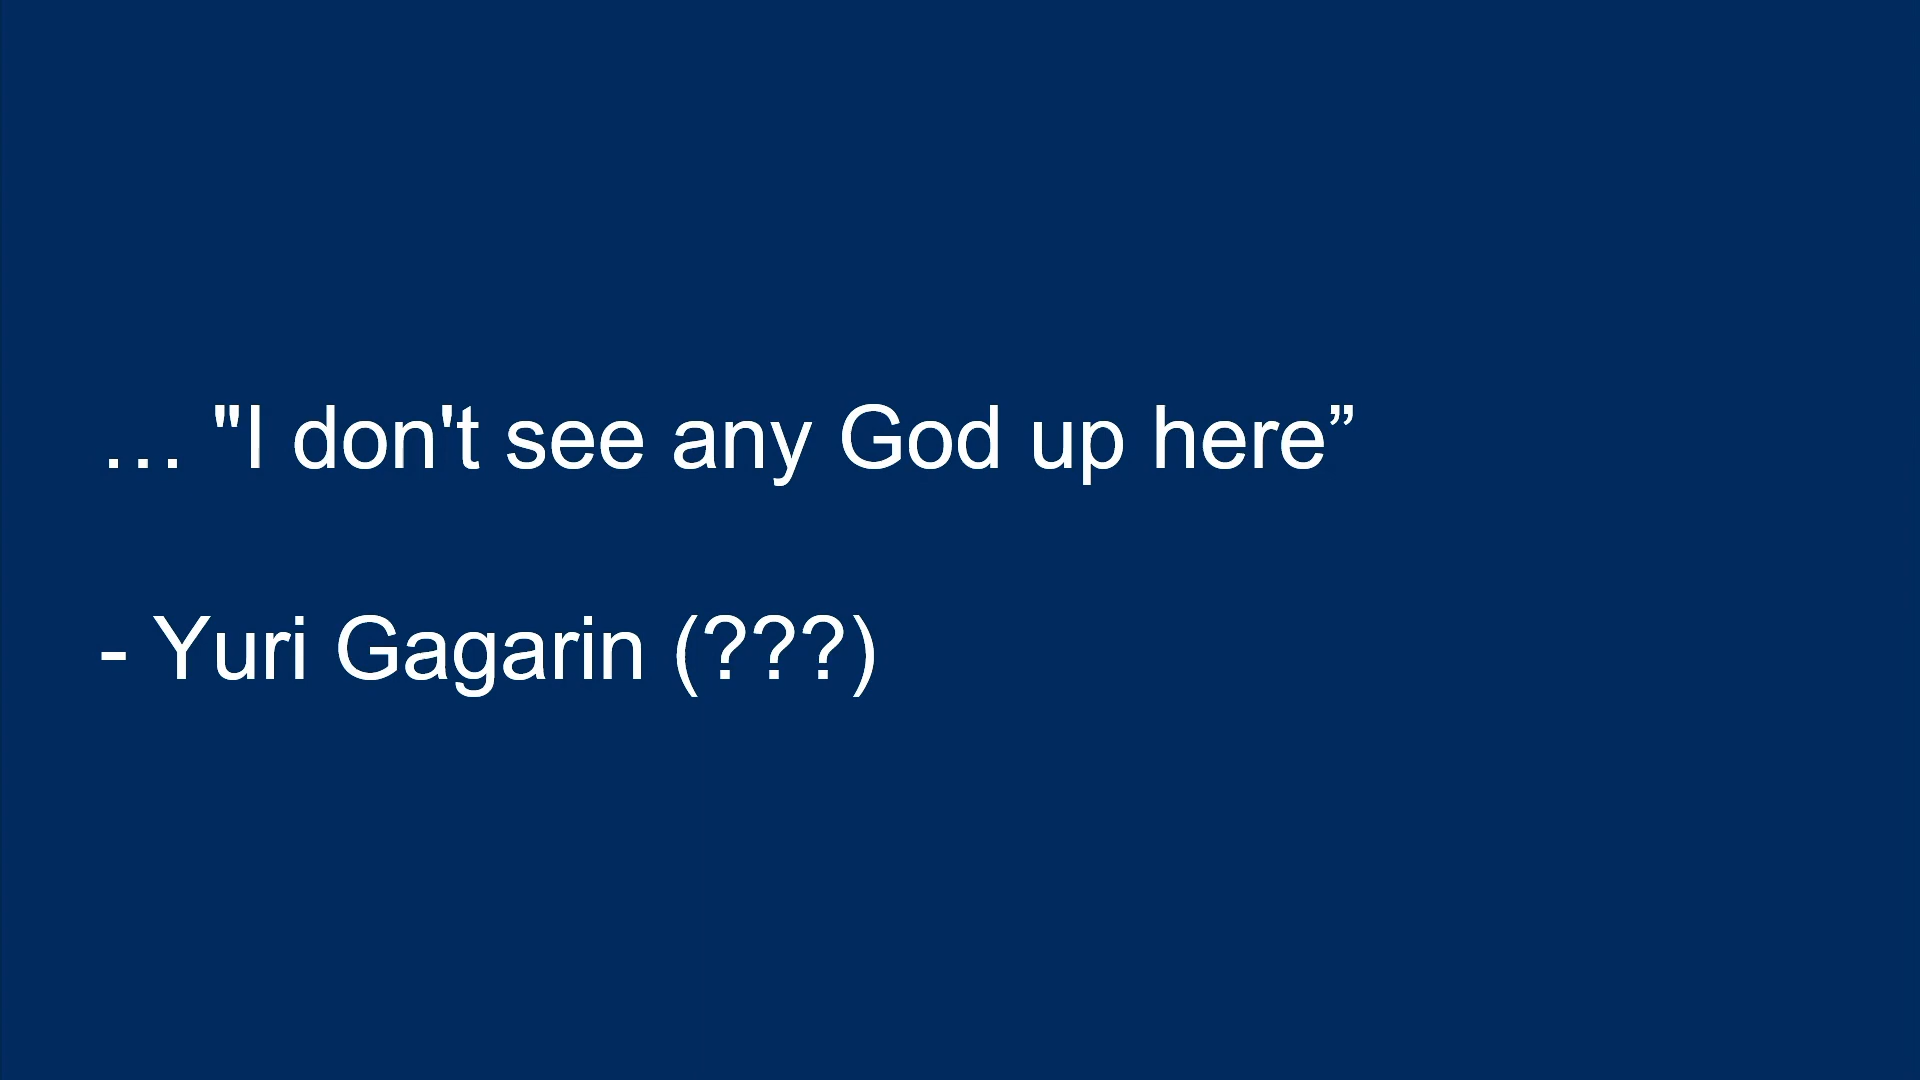 … "I don't see any God up here”
- Yuri Gagarin (???)